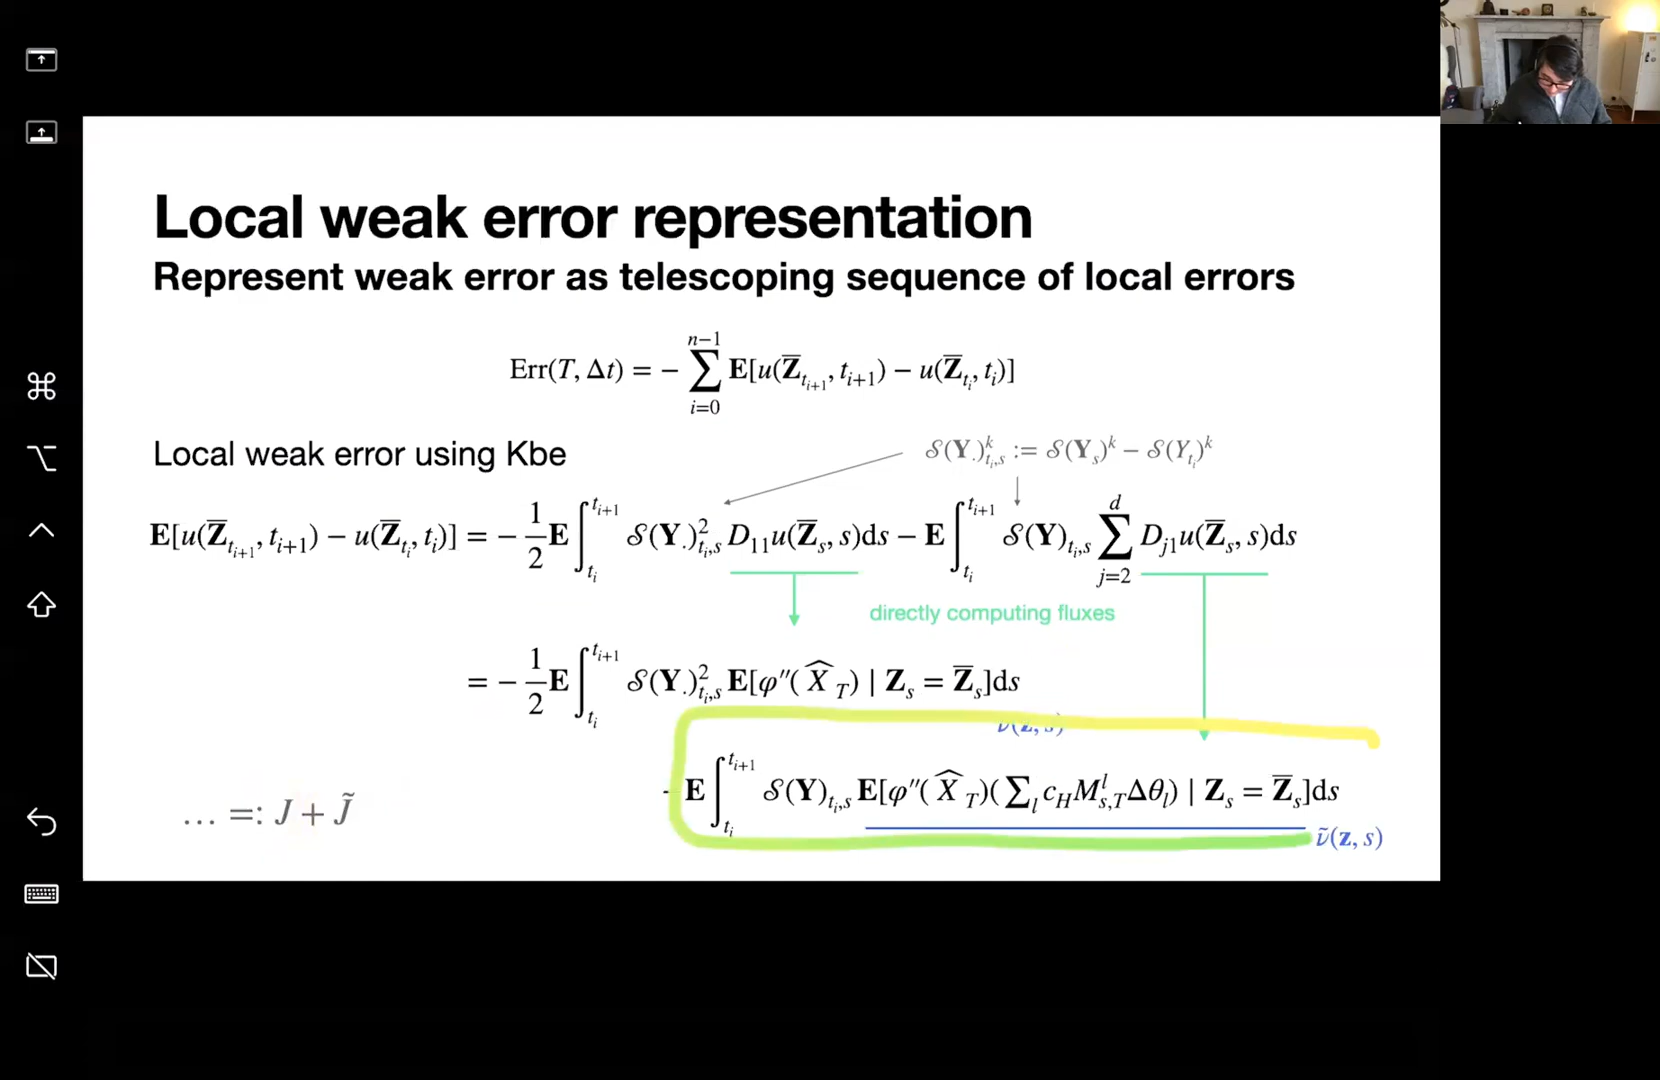 Local weak error representation
Represent weak error as telescoping sequence of local errors
Err(T, Δt) = − ∑_{i=0}^{n−1} E[u(Z̅_{t_{i+1}}, t_{i+1}) − u(Z̅_{t_i}, t_i)]
Local weak error using Kbe
𝒮(Y.)^k_{t_i,s} := 𝒮(Y_s)^k − 𝒮(Y_{t_i})^k
E[u(Z̅_{t_{i+1}}, t_{i+1}) − u(Z̅_{t_i}, t_i)] = − 1/2 E ∫_{t_i}^{t_{i+1}} 𝒮(Y.)^2_{t_i,s} D_{11}u(Z̅_s, s)ds − E ∫_{t_i}^{t_{i+1}} 𝒮(Y)_{t_i,s} ∑_{j=2}^{d} D_{j1}u(Z̅_s, s)ds
directly computing fluxes
= − 1/2 E ∫_{t_i}^{t_{i+1}} 𝒮(Y.)^2_{t_i,s} E[φ″(X̂_T) | Z_s = Z̅_s]ds
ν(z, s)
- E ∫_{t_i}^{t_{i+1}} 𝒮(Y)_{t_i,s} E[φ″(X̂_T)(∑_l c_H M^l_{s,T} Δθ_l) | Z_s = Z̅_s]ds
ν̃(z, s)
… =: J + J̃